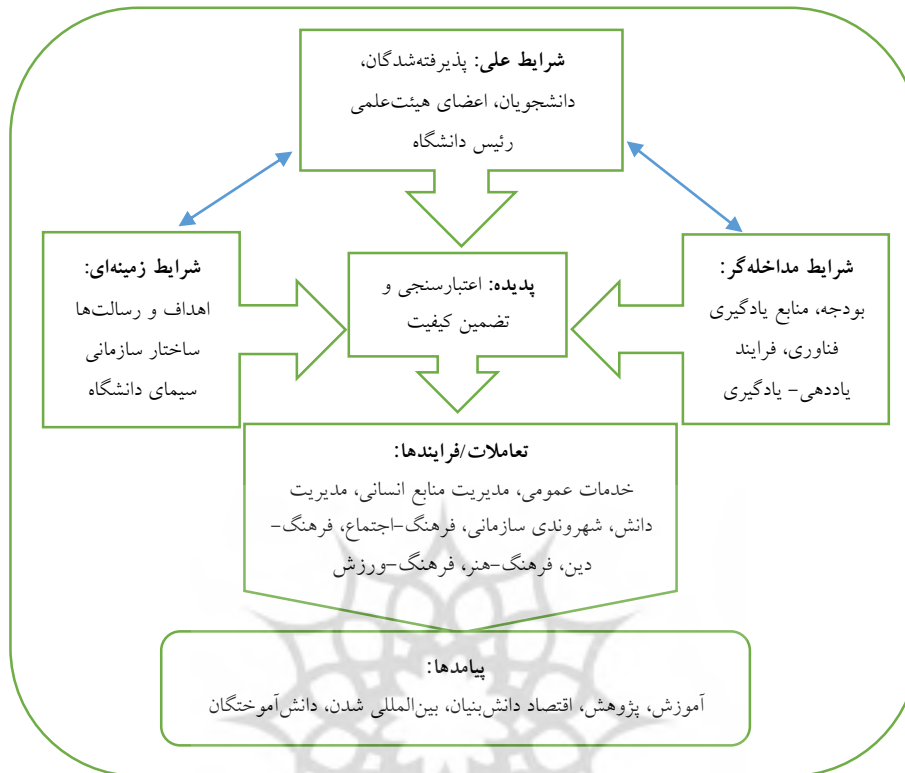 شرایط علی: پذیرفته‌شدگان،
دانشجویان، اعضای هیئت‌علمی
رئیس دانشگاه
شرایط مداخله‌گر:
بودجه، منابع یادگیری
فناوری، فرایند
یاددهی– یادگیری
پدیده: اعتبارسنجی و
تضمین کیفیت
شرایط زمینه‌ای:
اهداف و رسالت‌ها
ساختار سازمانی
سیمای دانشگاه
تعاملات/فرایندها:
خدمات عمومی، مدیریت منابع انسانی، مدیریت
دانش، شهروندی سازمانی، فرهنگ–اجتماع، فرهنگ–
دین، فرهنگ–هنر، فرهنگ–ورزش
پیامدها:
آموزش، پژوهش، اقتصاد دانش‌بنیان، بین‌المللی شدن، دانش‌آموختگان